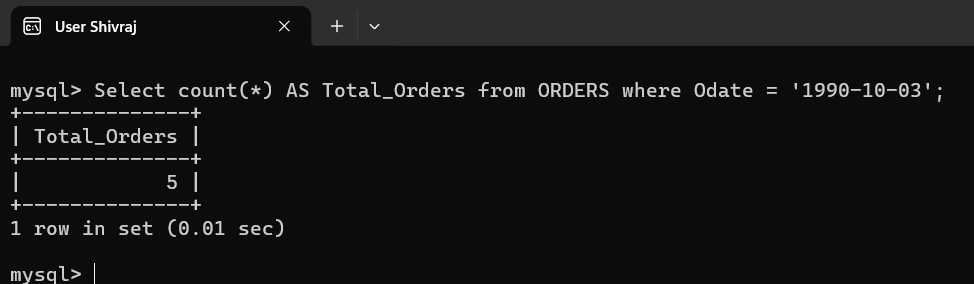 User Shivraj
mysql> Select count(*) AS Total_Orders from ORDERS where Odate = '1990-10-03';
+--------------+
| Total_Orders |
+--------------+
|            5 |
+--------------+
1 row in set (0.01 sec)
mysql>